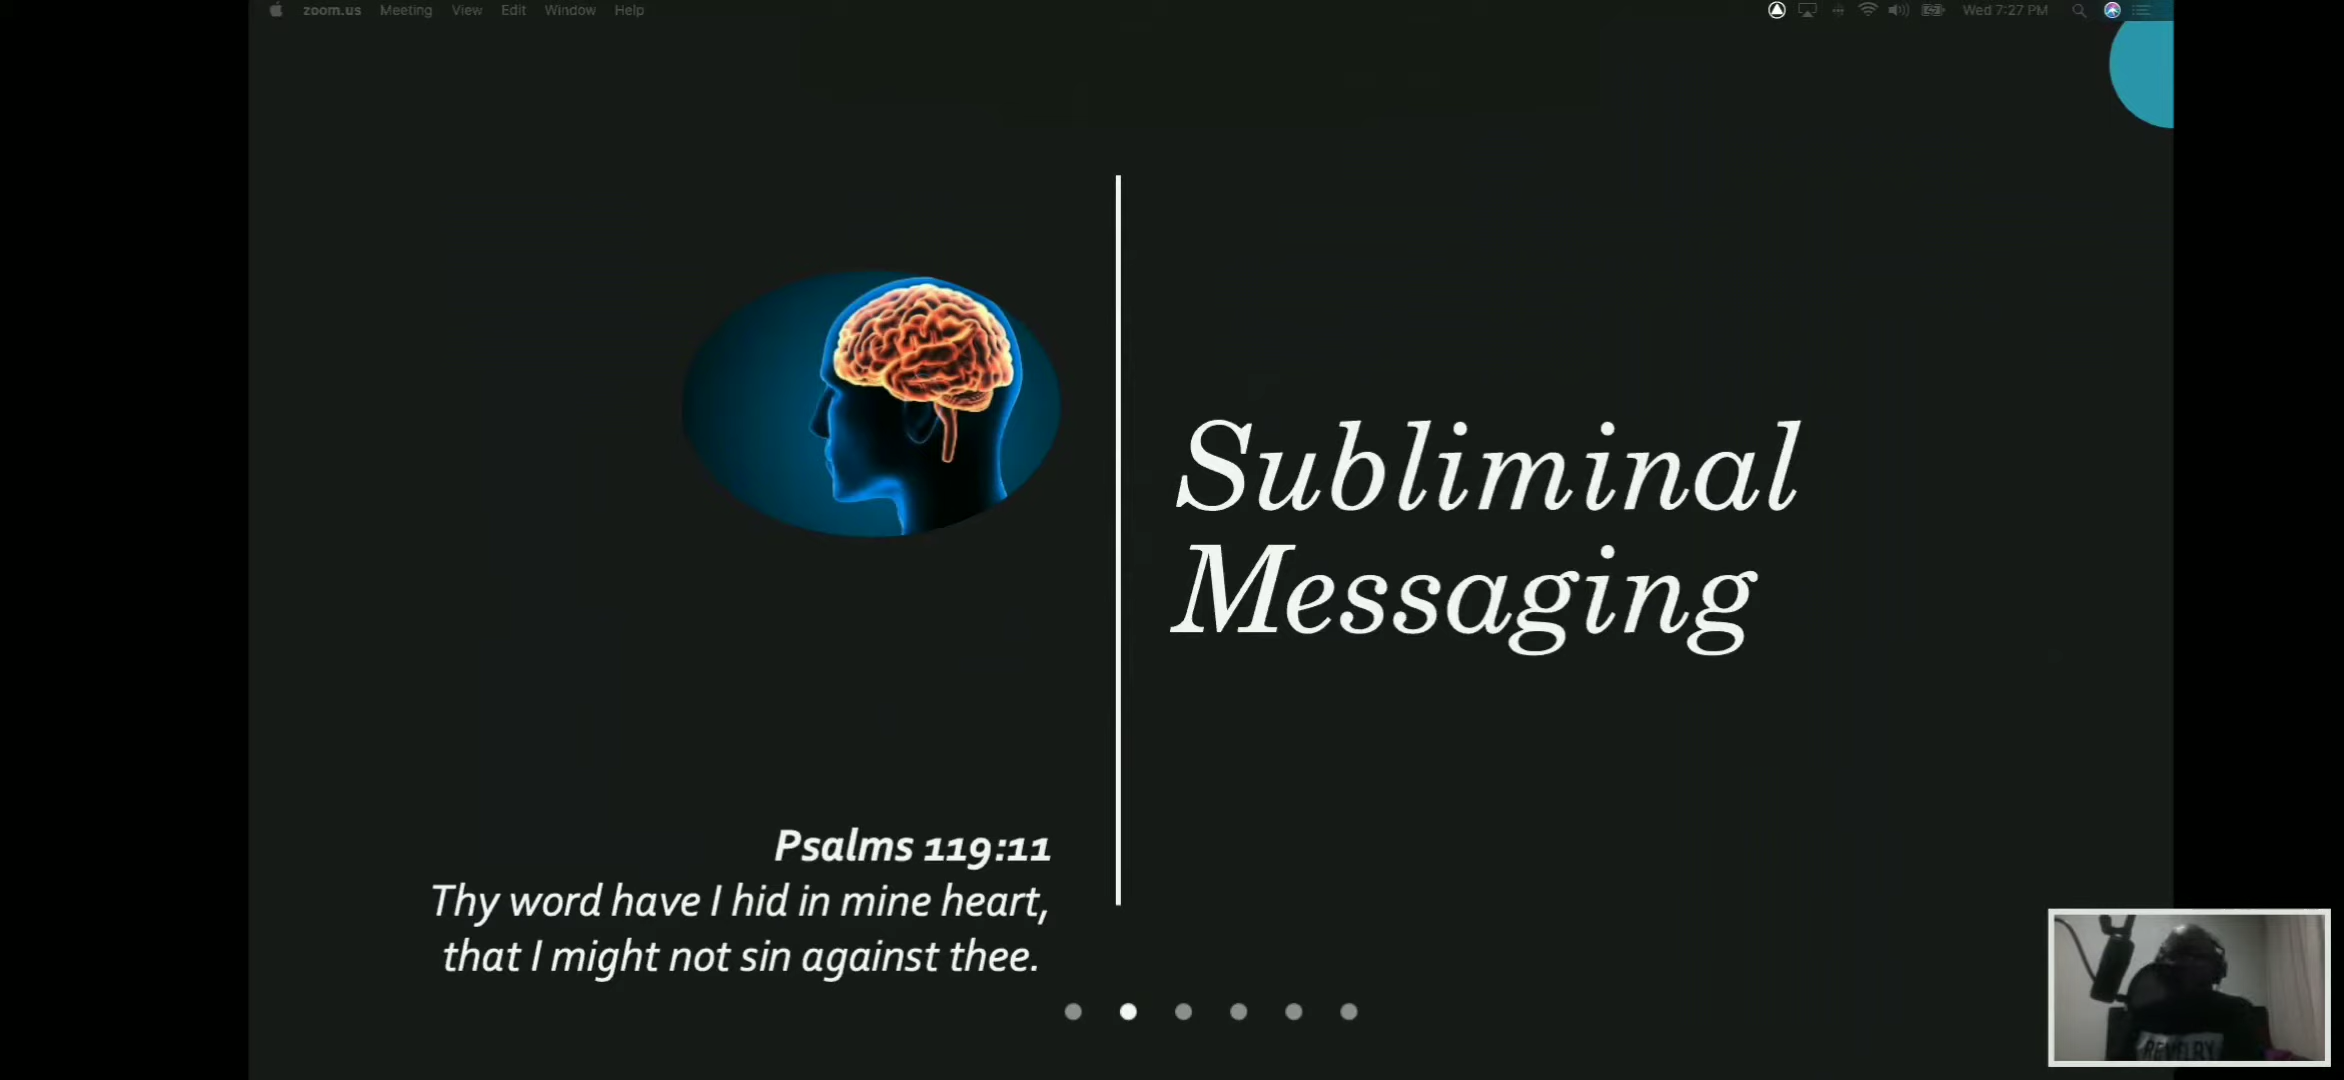 zoom.us Meeting View Edit Window Help
Wed 7:27 PM
Subliminal
Messaging
Psalms 119:11
Thy word have I hid in mine heart,
that I might not sin against thee.
REVELRY